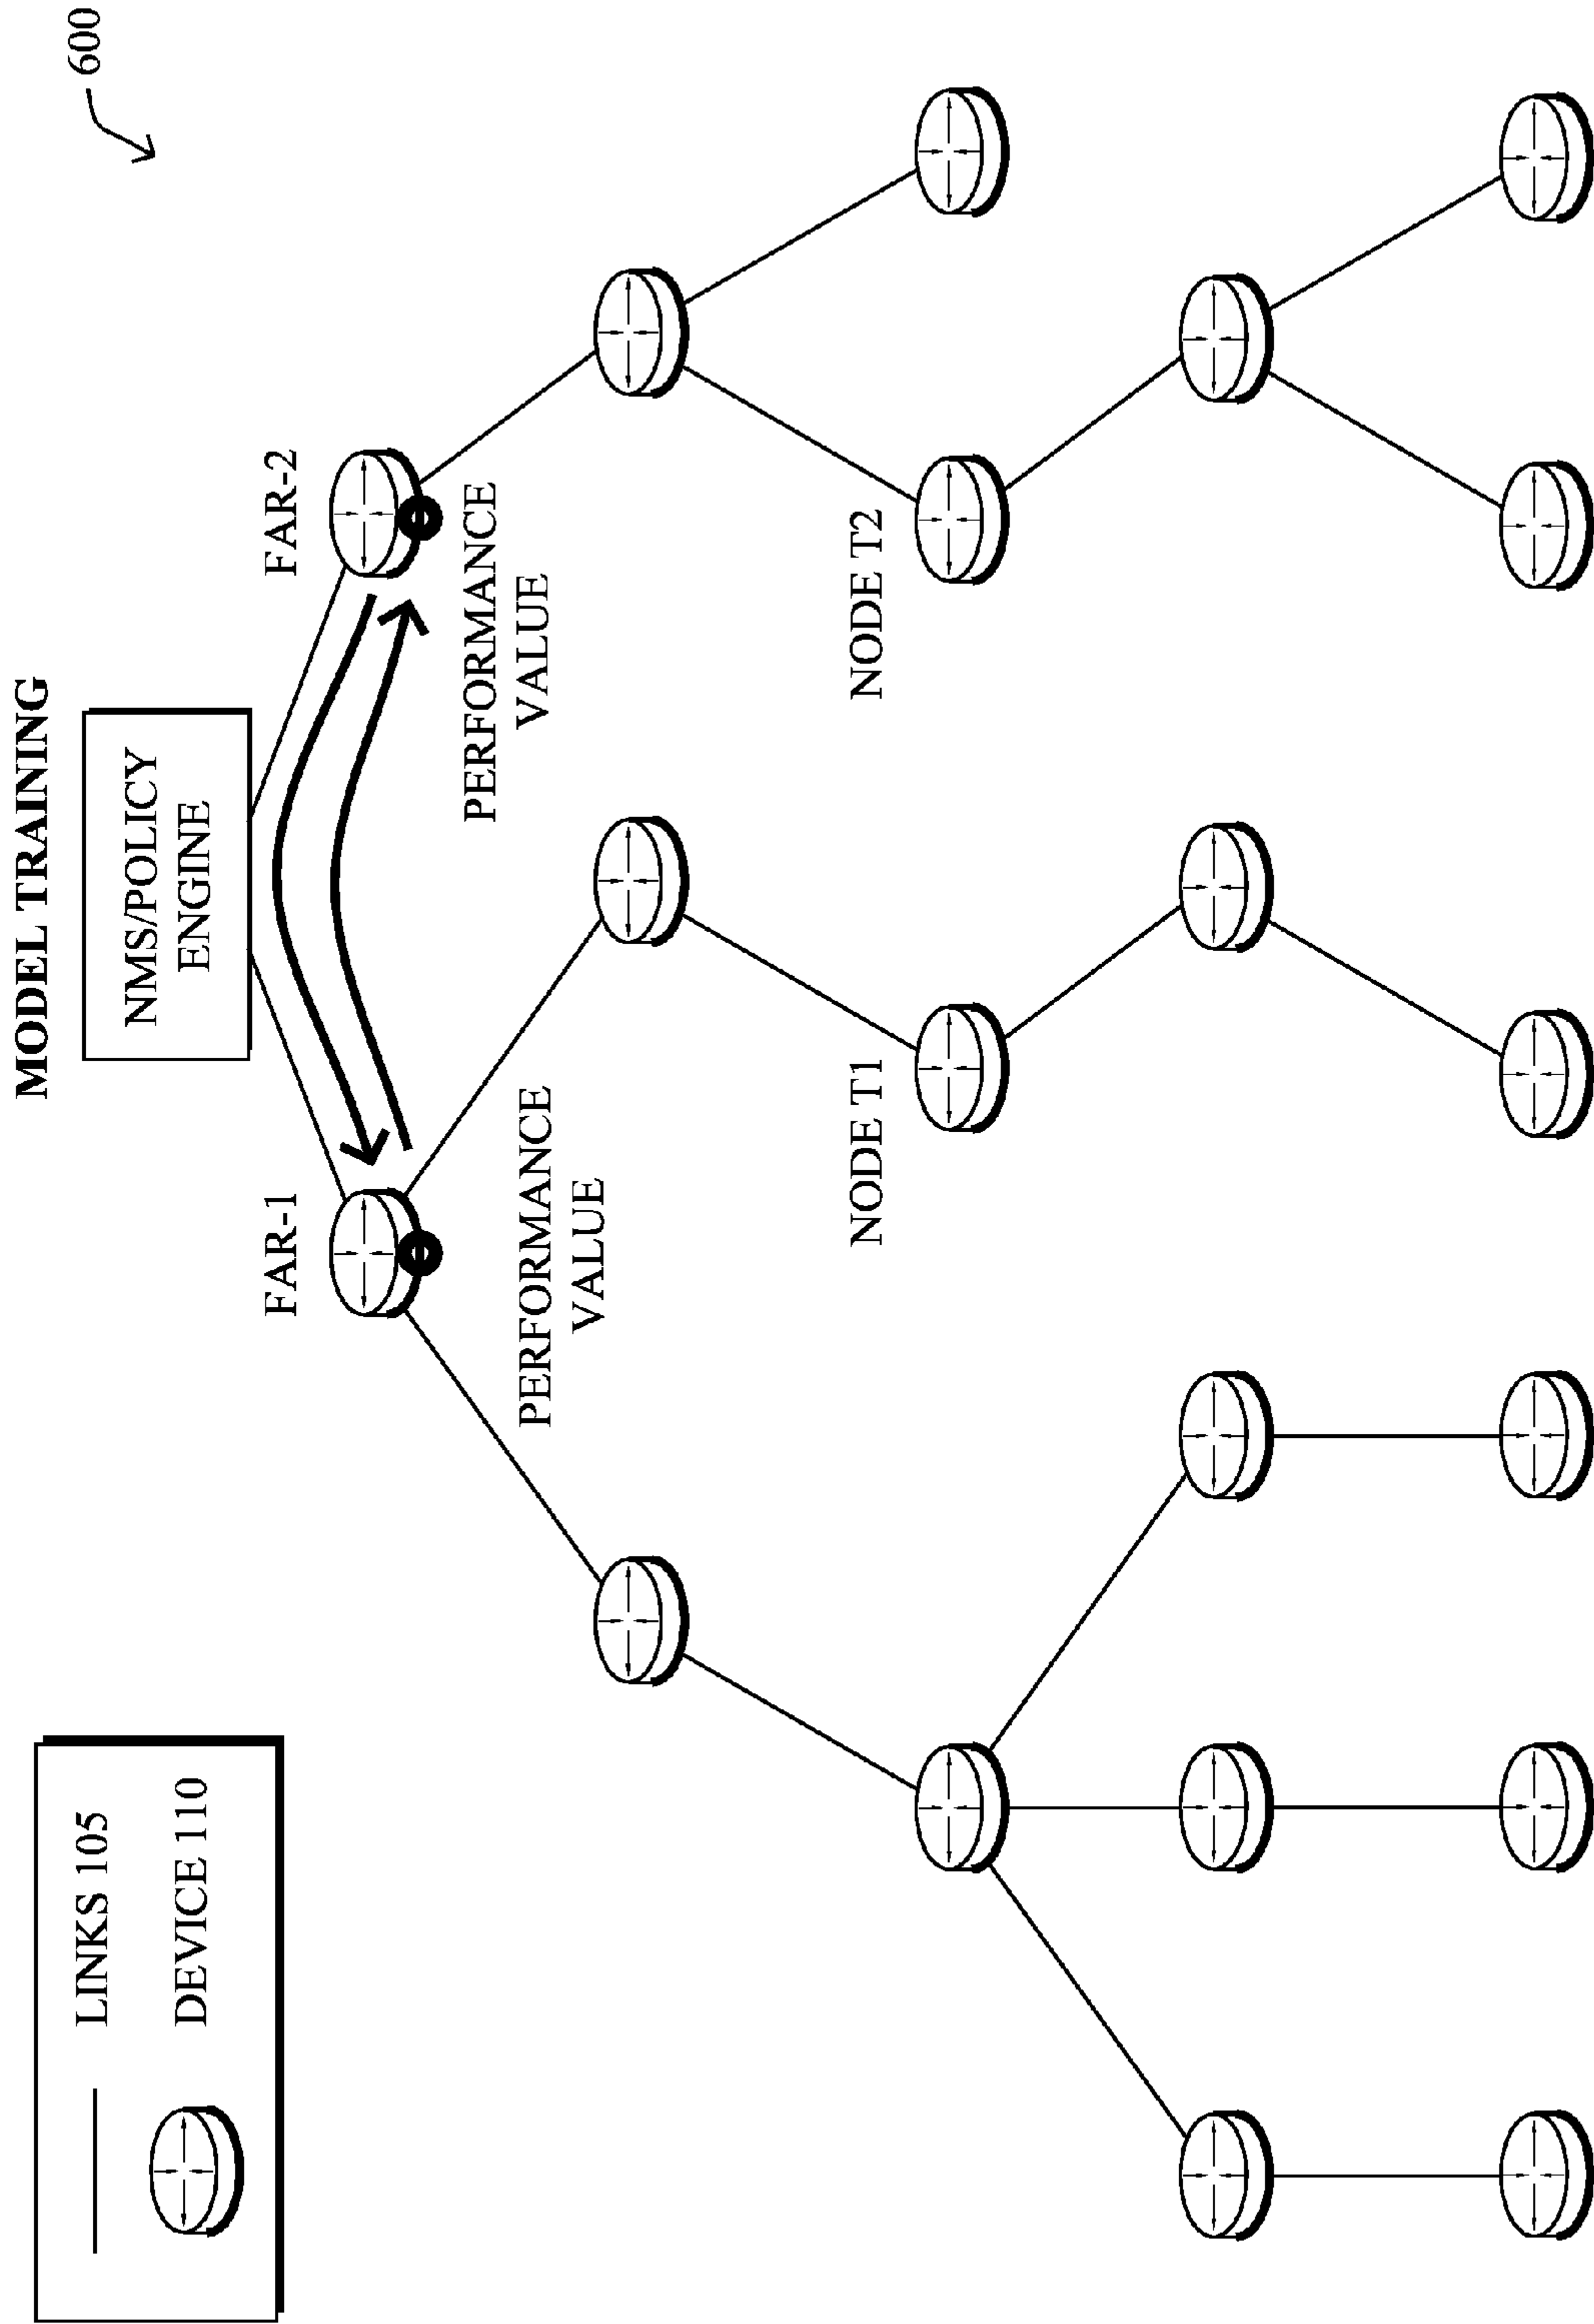 LINKS 105
DEVICE 110
MODEL TRAINING
600
NMS/POLICY
ENGINE
FAR-1
FAR-2
PERFORMANCE
VALUE
PERFORMANCE
VALUE
NODE T1
NODE T2